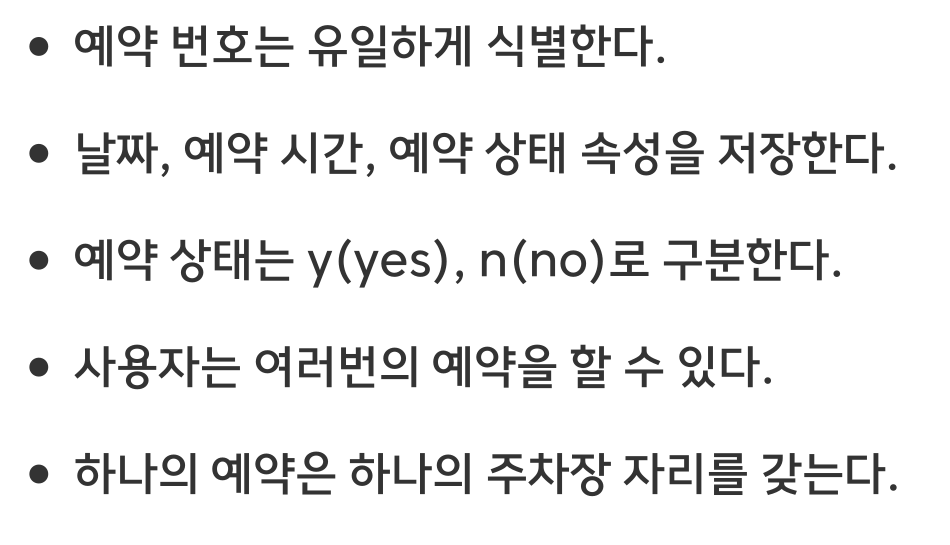 • 예약 번호는 유일하게 식별한다.
• 날짜, 예약 시간, 예약 상태 속성을 저장한다.
• 예약 상태는 y(yes), n(no)로 구분한다.
• 사용자는 여러번의 예약을 할 수 있다.
• 하나의 예약은 하나의 주차장 자리를 갖는다.